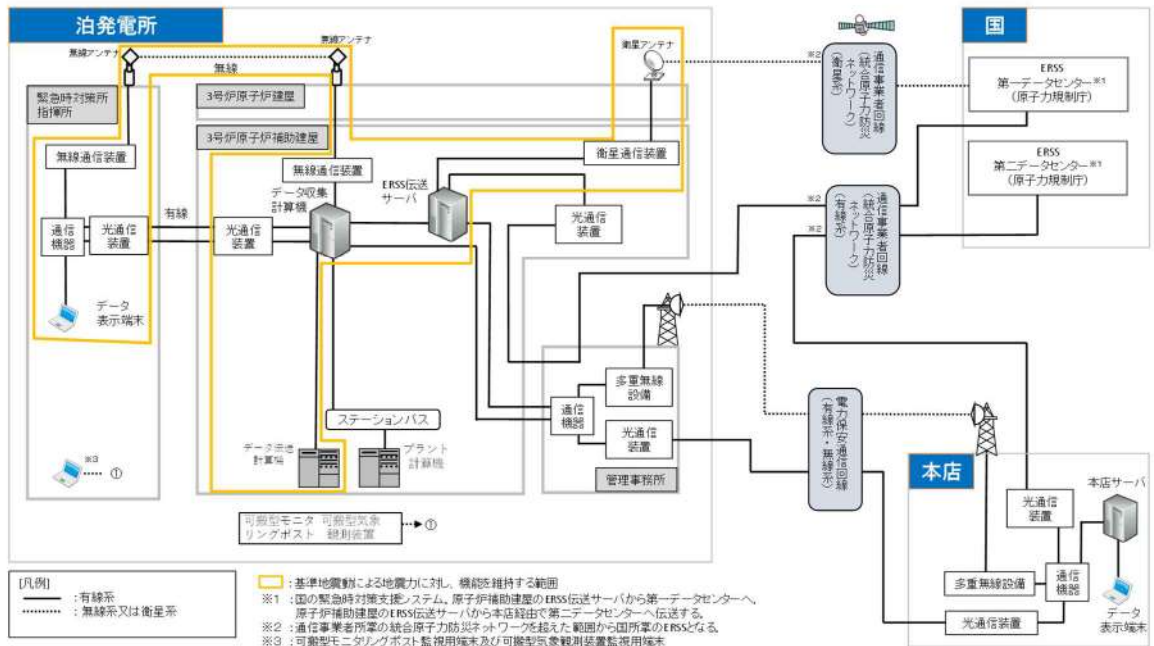 泊発電所
無線アンテナ
無線アンテナ
無線
衛星アンテナ
緊急時対策所
指揮所
3号炉原子炉建屋
3号炉原子炉補助建屋
無線通信装置
無線通信装置
データ収集
計算機
ERSS伝送
サーバ
衛星通信装置
光通信
装置
通信
機器
光通信
装置
有線
光通信
装置
データ
表示端末
多重無線
設備
通信
機器
光通信
装置
管理事務所
ステーションバス
データ伝送
計算機
プラント
計算機
※3
①
可搬型モニタ
リングポスト
可搬型気象
観測装置
①
※2
通信事業者回線
(統合原子力防災
ネットワーク)
(衛星系)
※2
※2
通信事業者回線
(統合原子力防災
ネットワーク)
(有線系)
電力保安通信回線
(有線系・無線系)
国
ERSS
第一データセンター※1
(原子力規制庁)
ERSS
第二データセンター※1
(原子力規制庁)
本店
本店サーバ
光通信
装置
多重無線設備
通信
機器
光通信装置
データ
表示端末
[凡例]
：有線系
：無線系又は衛星系
：基準地震動による地震力に対し、機能を維持する範囲
※1 ：国の緊急時対策支援システム。原子炉補助建屋のERSS伝送サーバから第一データセンターへ、
原子炉補助建屋のERSS伝送サーバから本店経由で第二データセンターへ伝送する。
※2 ：通信事業者所掌の統合原子力防災ネットワークを超えた範囲から国所掌のERSSとなる。
※3 ：可搬型モニタリングポスト監視用端末及び可搬型気象観測装置監視用端末